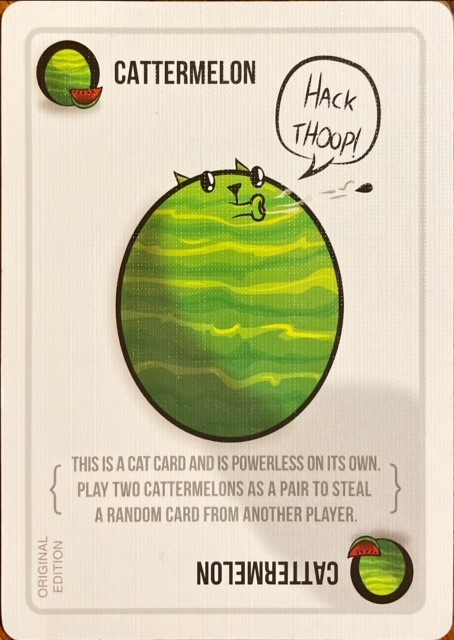 CATTERMELON
HACK
THOOP!
THIS IS A CAT CARD AND IS POWERLESS ON ITS OWN.
PLAY TWO CATTERMELONS AS A PAIR TO STEAL
A RANDOM CARD FROM ANOTHER PLAYER.
ORIGINAL
EDITION
CATTERMELON